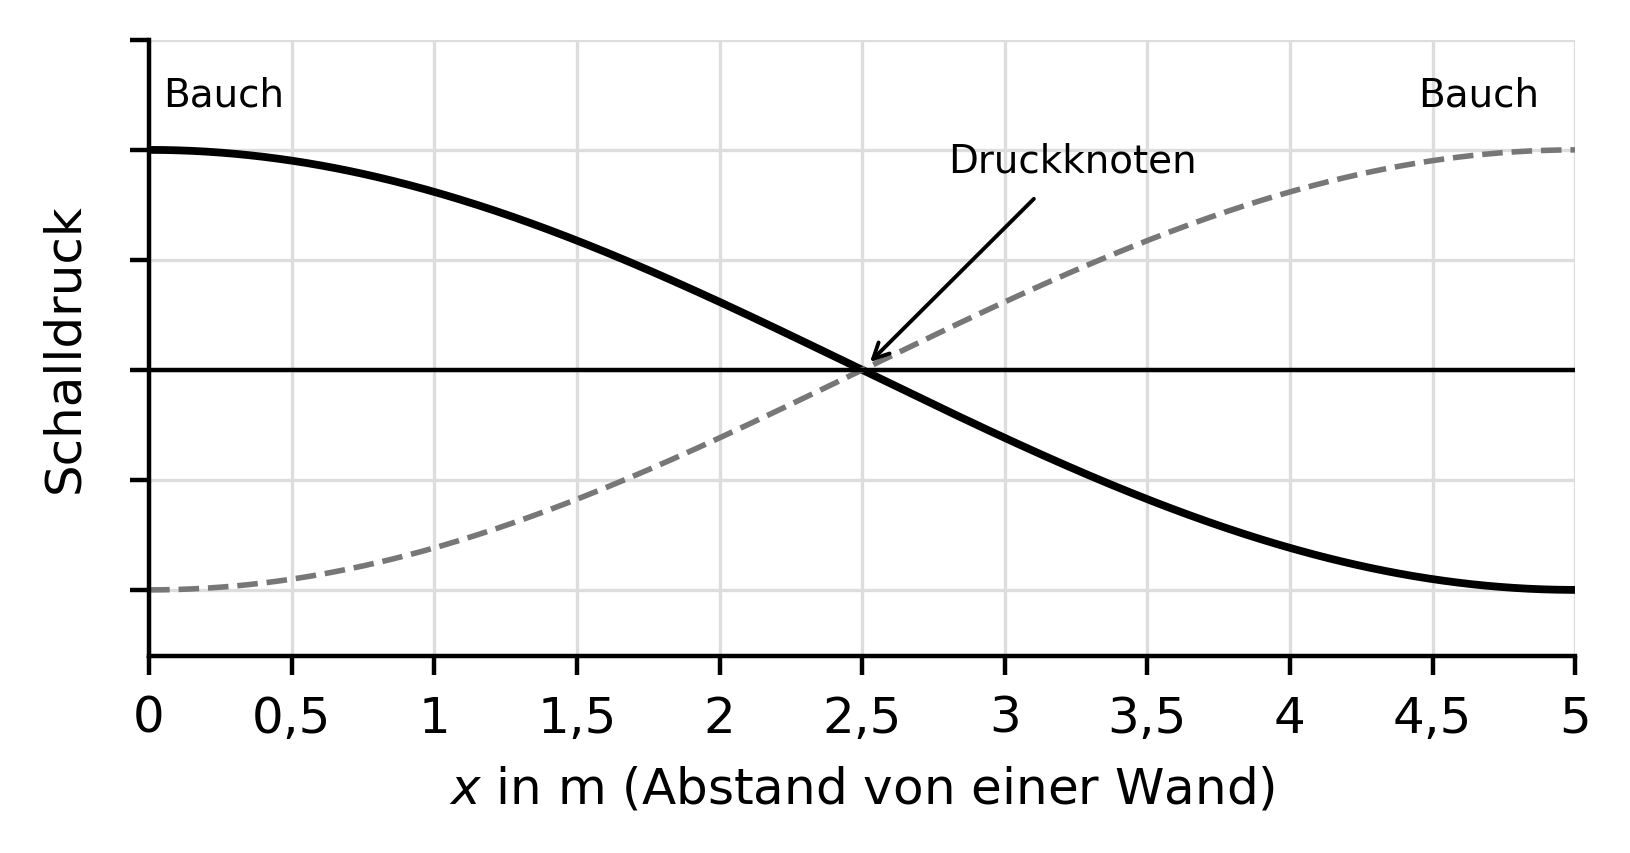 Bauch
Bauch
Druckknoten
Schalldruck
0
0,5
1
1,5
2
2,5
3
3,5
4
4,5
5
x in m (Abstand von einer Wand)